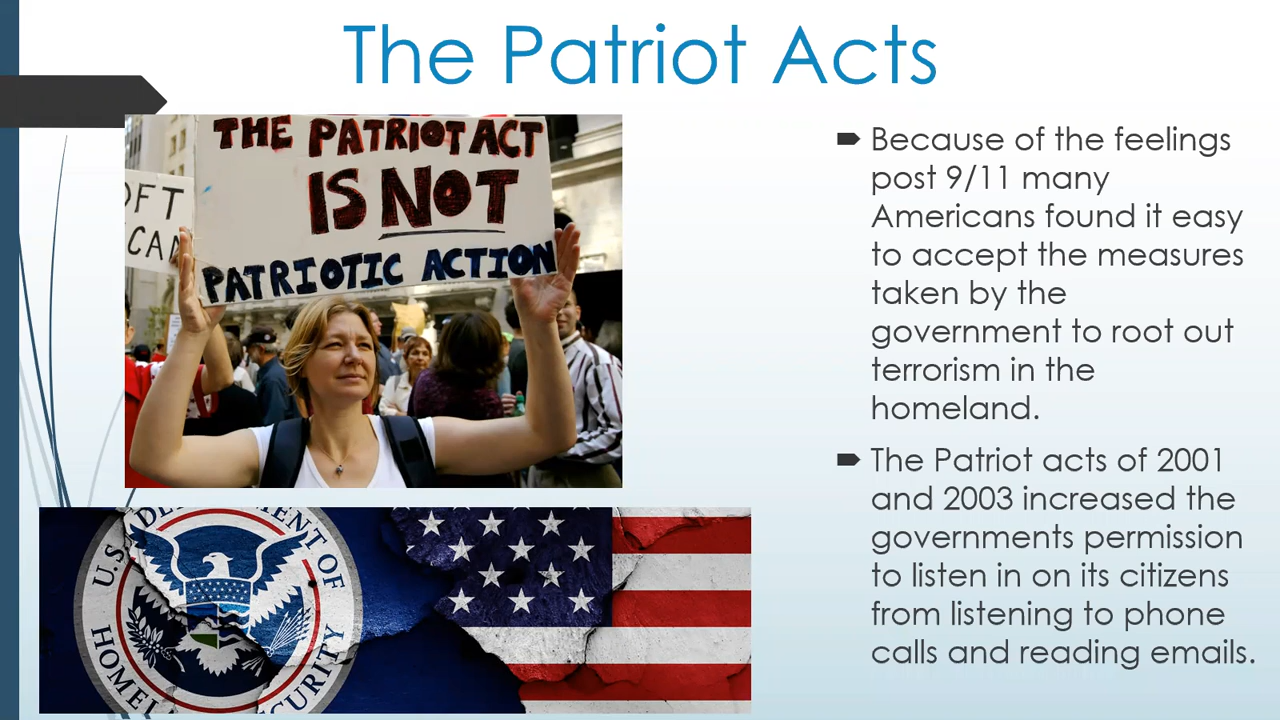 The Patriot Acts
THE PATRIOT ACT
IS NOT
PATRIOTIC ACTION
OFT
CAN
Because of the feelings
post 9/11 many
Americans found it easy
to accept the measures
taken by the
government to root out
terrorism in the
homeland.
The Patriot acts of 2001
and 2003 increased the
governments permission
to listen in on its citizens
from listening to phone
calls and reading emails.
U.S. DEPARTMENT OF
HOMELAND SECURITY